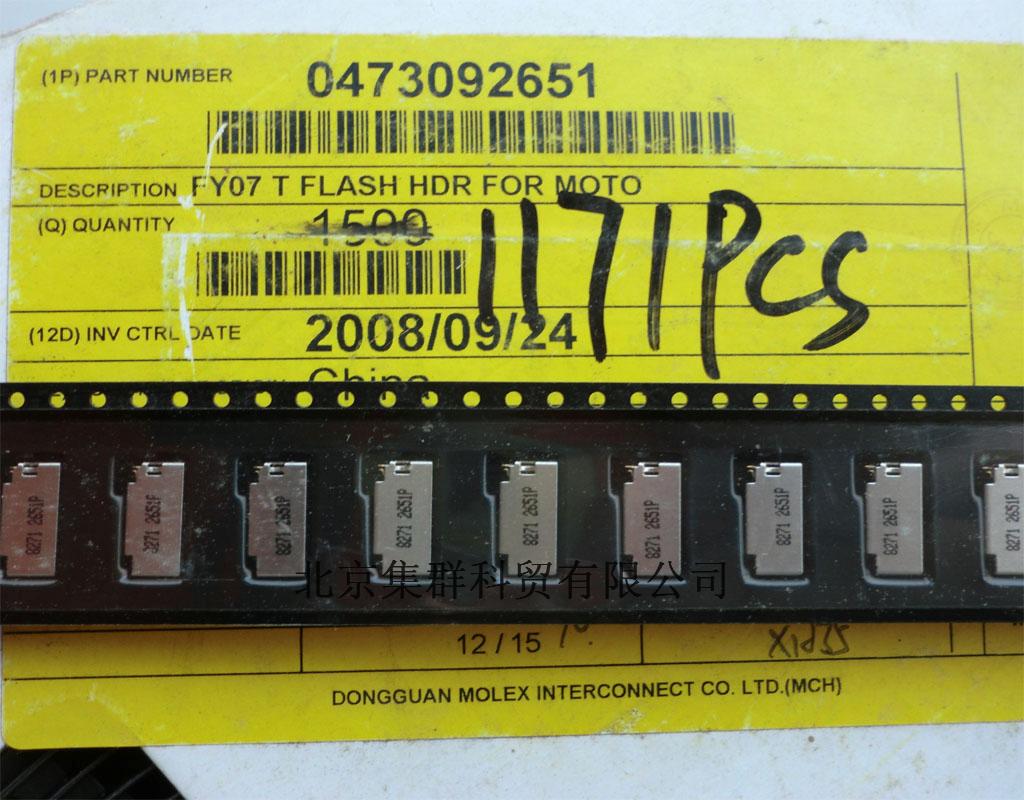 (1P) PART NUMBER 0473092651
DESCRIPTION FY07 T FLASH HDR FOR MOTO
(Q) QUANTITY 1500 1171Pcs
(12D) INV CTRL DATE 2008/09/24
China
8271 2651P
8271 2651P
8271 2651P
8271 2651P
8271 2651P
8271 2651P
8271 2651P
8271 2651P
8271 2651P
北京集群科贸有限公司
12 / 15
DONGGUAN MOLEX INTERCONNECT CO. LTD.(MCH)